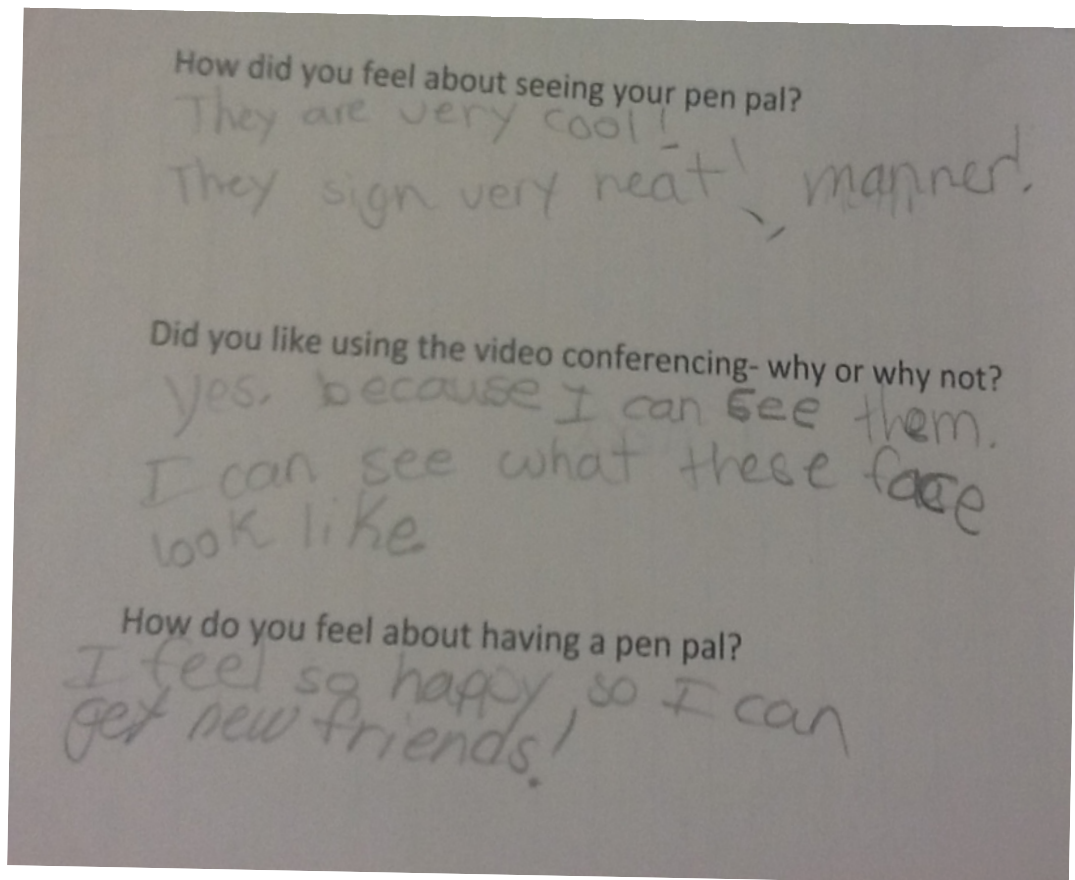 How did you feel about seeing your pen pal?
They are very cool!
They sign very neat! manner.
Did you like using the video conferencing- why or why not?
yes. because I can see them.
I can see what these face
look like.
How do you feel about having a pen pal?
I feel so happy, so I can
get new friends!